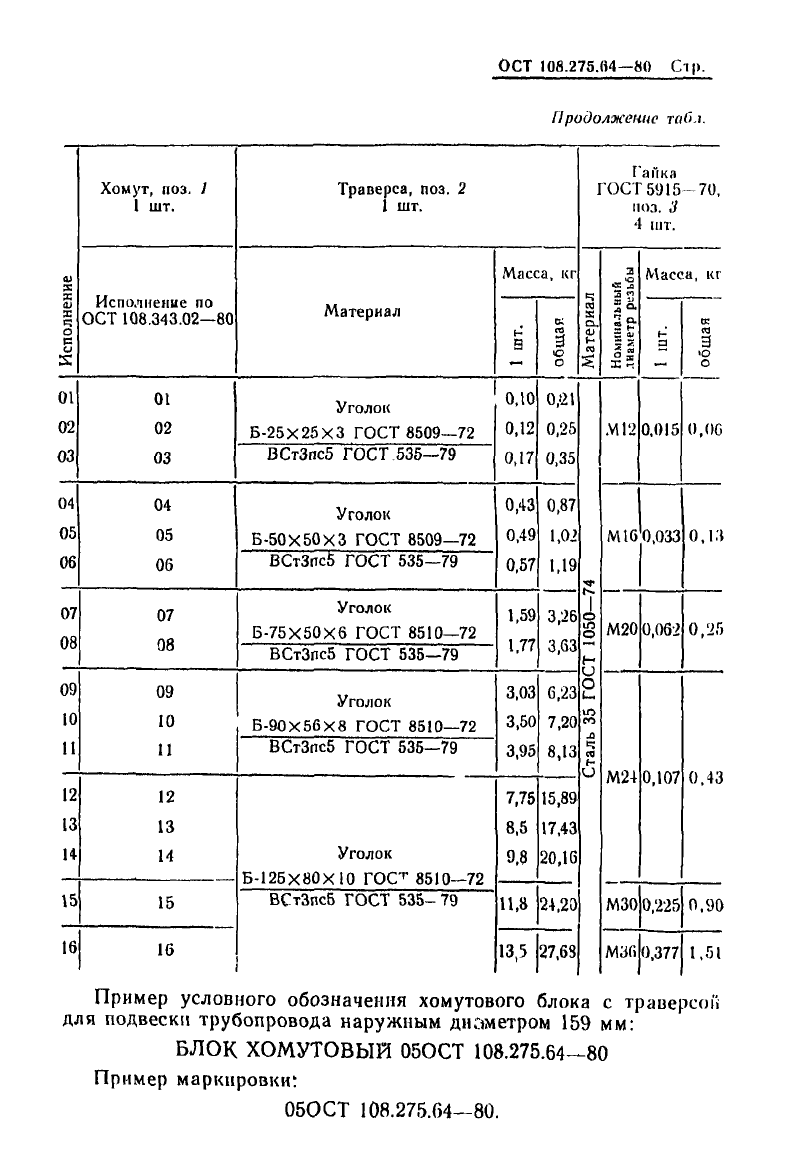 ОСТ 108.275.64—80 Стр.
Продолжение табл.
Хомут, поз. 1
1 шт.
Траверса, поз. 2
1 шт.
Гайка
ГОСТ 5915—70,
поз. 3
4 шт.
Исполнение
Исполнение по
ОСТ 108.343.02—80
Материал
Масса, кг
1 шт.
общая
Материал
Номинальный
диаметр резьбы
Масса, кг
1 шт.
общая
01 01 0,10 0,21
02 02 0,12 0,25
03 03 0,17 0,35
Уголок
Б-25×25×3 ГОСТ 8509—72
ВСт3пс5 ГОСТ 535—79
М12 0,015 0,06
04 04 0,43 0,87
05 05 0,49 1,02
06 06 0,57 1,19
Уголок
Б-50×50×3 ГОСТ 8509—72
ВСт3пс5 ГОСТ 535—79
М16 0,033 0,13
07 07 1,59 3,26
08 08 1,77 3,63
Уголок
Б-75×50×6 ГОСТ 8510—72
ВСт3пс5 ГОСТ 535—79
М20 0,062 0,25
09 09 3,03 6,23
10 10 3,50 7,20
11 11 3,95 8,13
Уголок
Б-90×56×8 ГОСТ 8510—72
ВСт3пс5 ГОСТ 535—79
Сталь 35 ГОСТ 1050—74
М24 0,107 0,43
12 12 7,75 15,89
13 13 8,5 17,43
14 14 9,8 20,16
Уголок
Б-125×80×10 ГОСТ 8510—72
ВСт3пс5 ГОСТ 535—79
15 15 11,8 24,20 М30 0,225 0,90
16 16 13,5 27,68 М36 0,377 1,51
Пример условного обозначения хомутового блока с траверсой
для подвески трубопровода наружным диаметром 159 мм:
БЛОК ХОМУТОВЫЙ 05ОСТ 108.275.64—80
Пример маркировки:
05ОСТ 108.275.64—80.